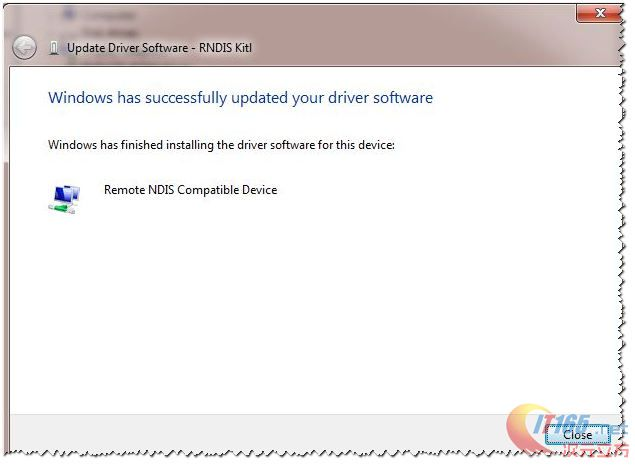 Update Driver Software - RNDIS Kitl
Windows has successfully updated your driver software
Windows has finished installing the driver software for this device:
Remote NDIS Compatible Device
IT165.net
Close